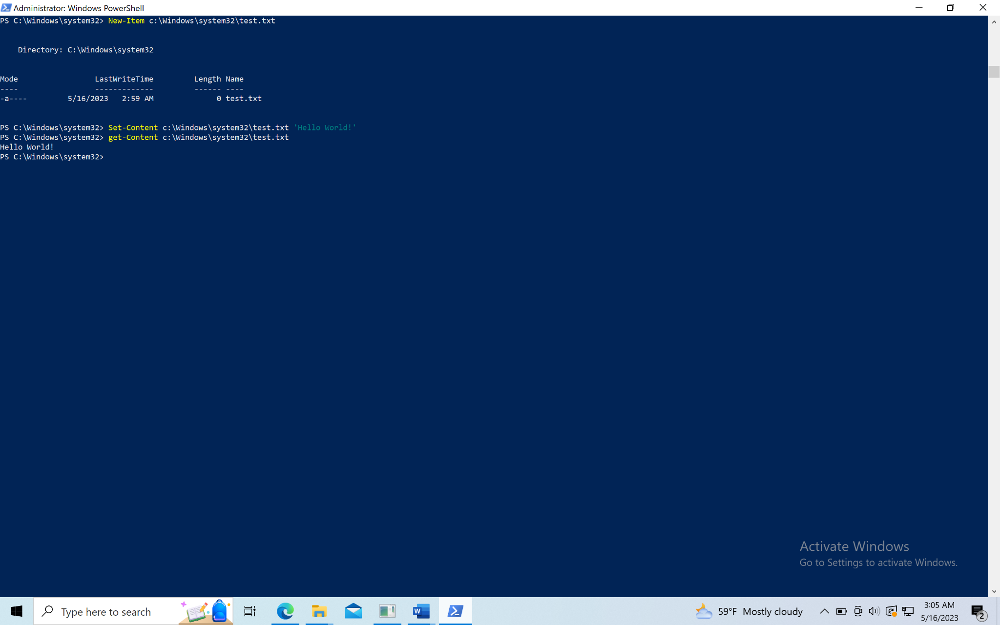 Administrator: Windows PowerShell
PS C:\Windows\system32> New-Item c:\Windows\system32\test.txt
Directory: C:\Windows\system32
Mode                 LastWriteTime         Length Name
----                 -------------         ------ ----
-a----         5/16/2023   2:59 AM              0 test.txt
PS C:\Windows\system32> Set-Content c:\Windows\system32\test.txt 'Hello World!'
PS C:\Windows\system32> get-Content c:\Windows\system32\test.txt
Hello World!
PS C:\Windows\system32>
Activate Windows
Go to Settings to activate Windows.
Type here to search
W
59°F Mostly cloudy
3:05 AM
5/16/2023
2